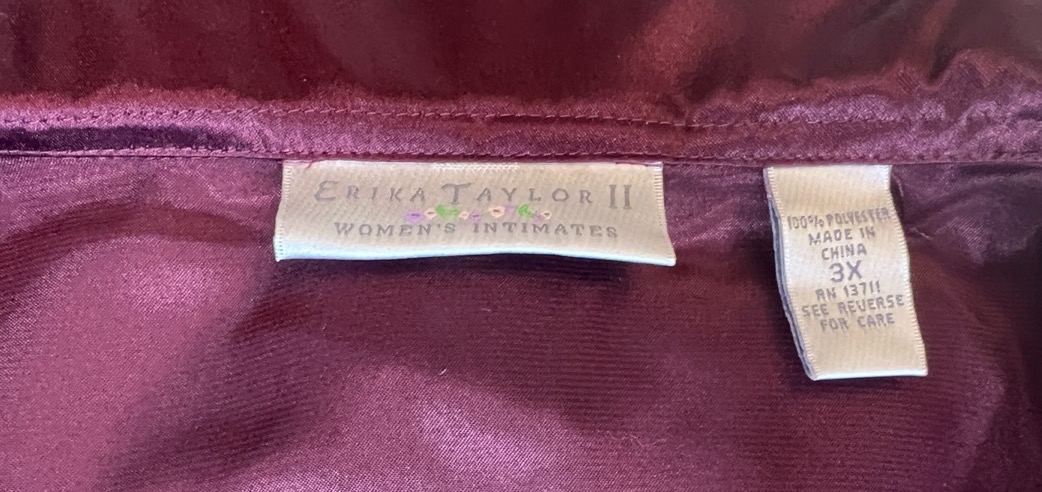 ERIKA TAYLOR II
WOMEN'S INTIMATES
100% POLYESTER
MADE IN
CHINA
3X
RN 13711
SEE REVERSE
FOR CARE